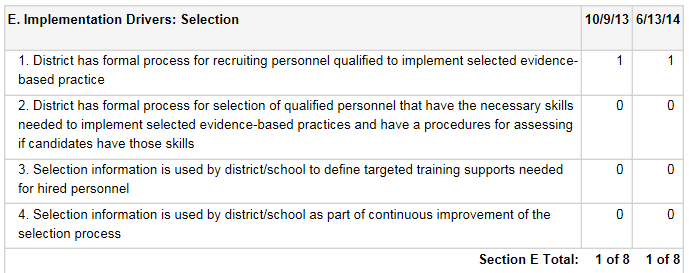 E. Implementation Drivers: Selection 10/9/13 6/13/14
1. District has formal process for recruiting personnel qualified to implement selected evidence- 1 1
based practice
2. District has formal process for selection of qualified personnel that have the necessary skills 0 0
needed to implement selected evidence-based practices and have a procedures for assessing
if candidates have those skills
3. Selection information is used by district/school to define targeted training supports needed 0 0
for hired personnel
4. Selection information is used by district/school as part of continuous improvement of the 0 0
selection process
Section E Total: 1 of 8 1 of 8